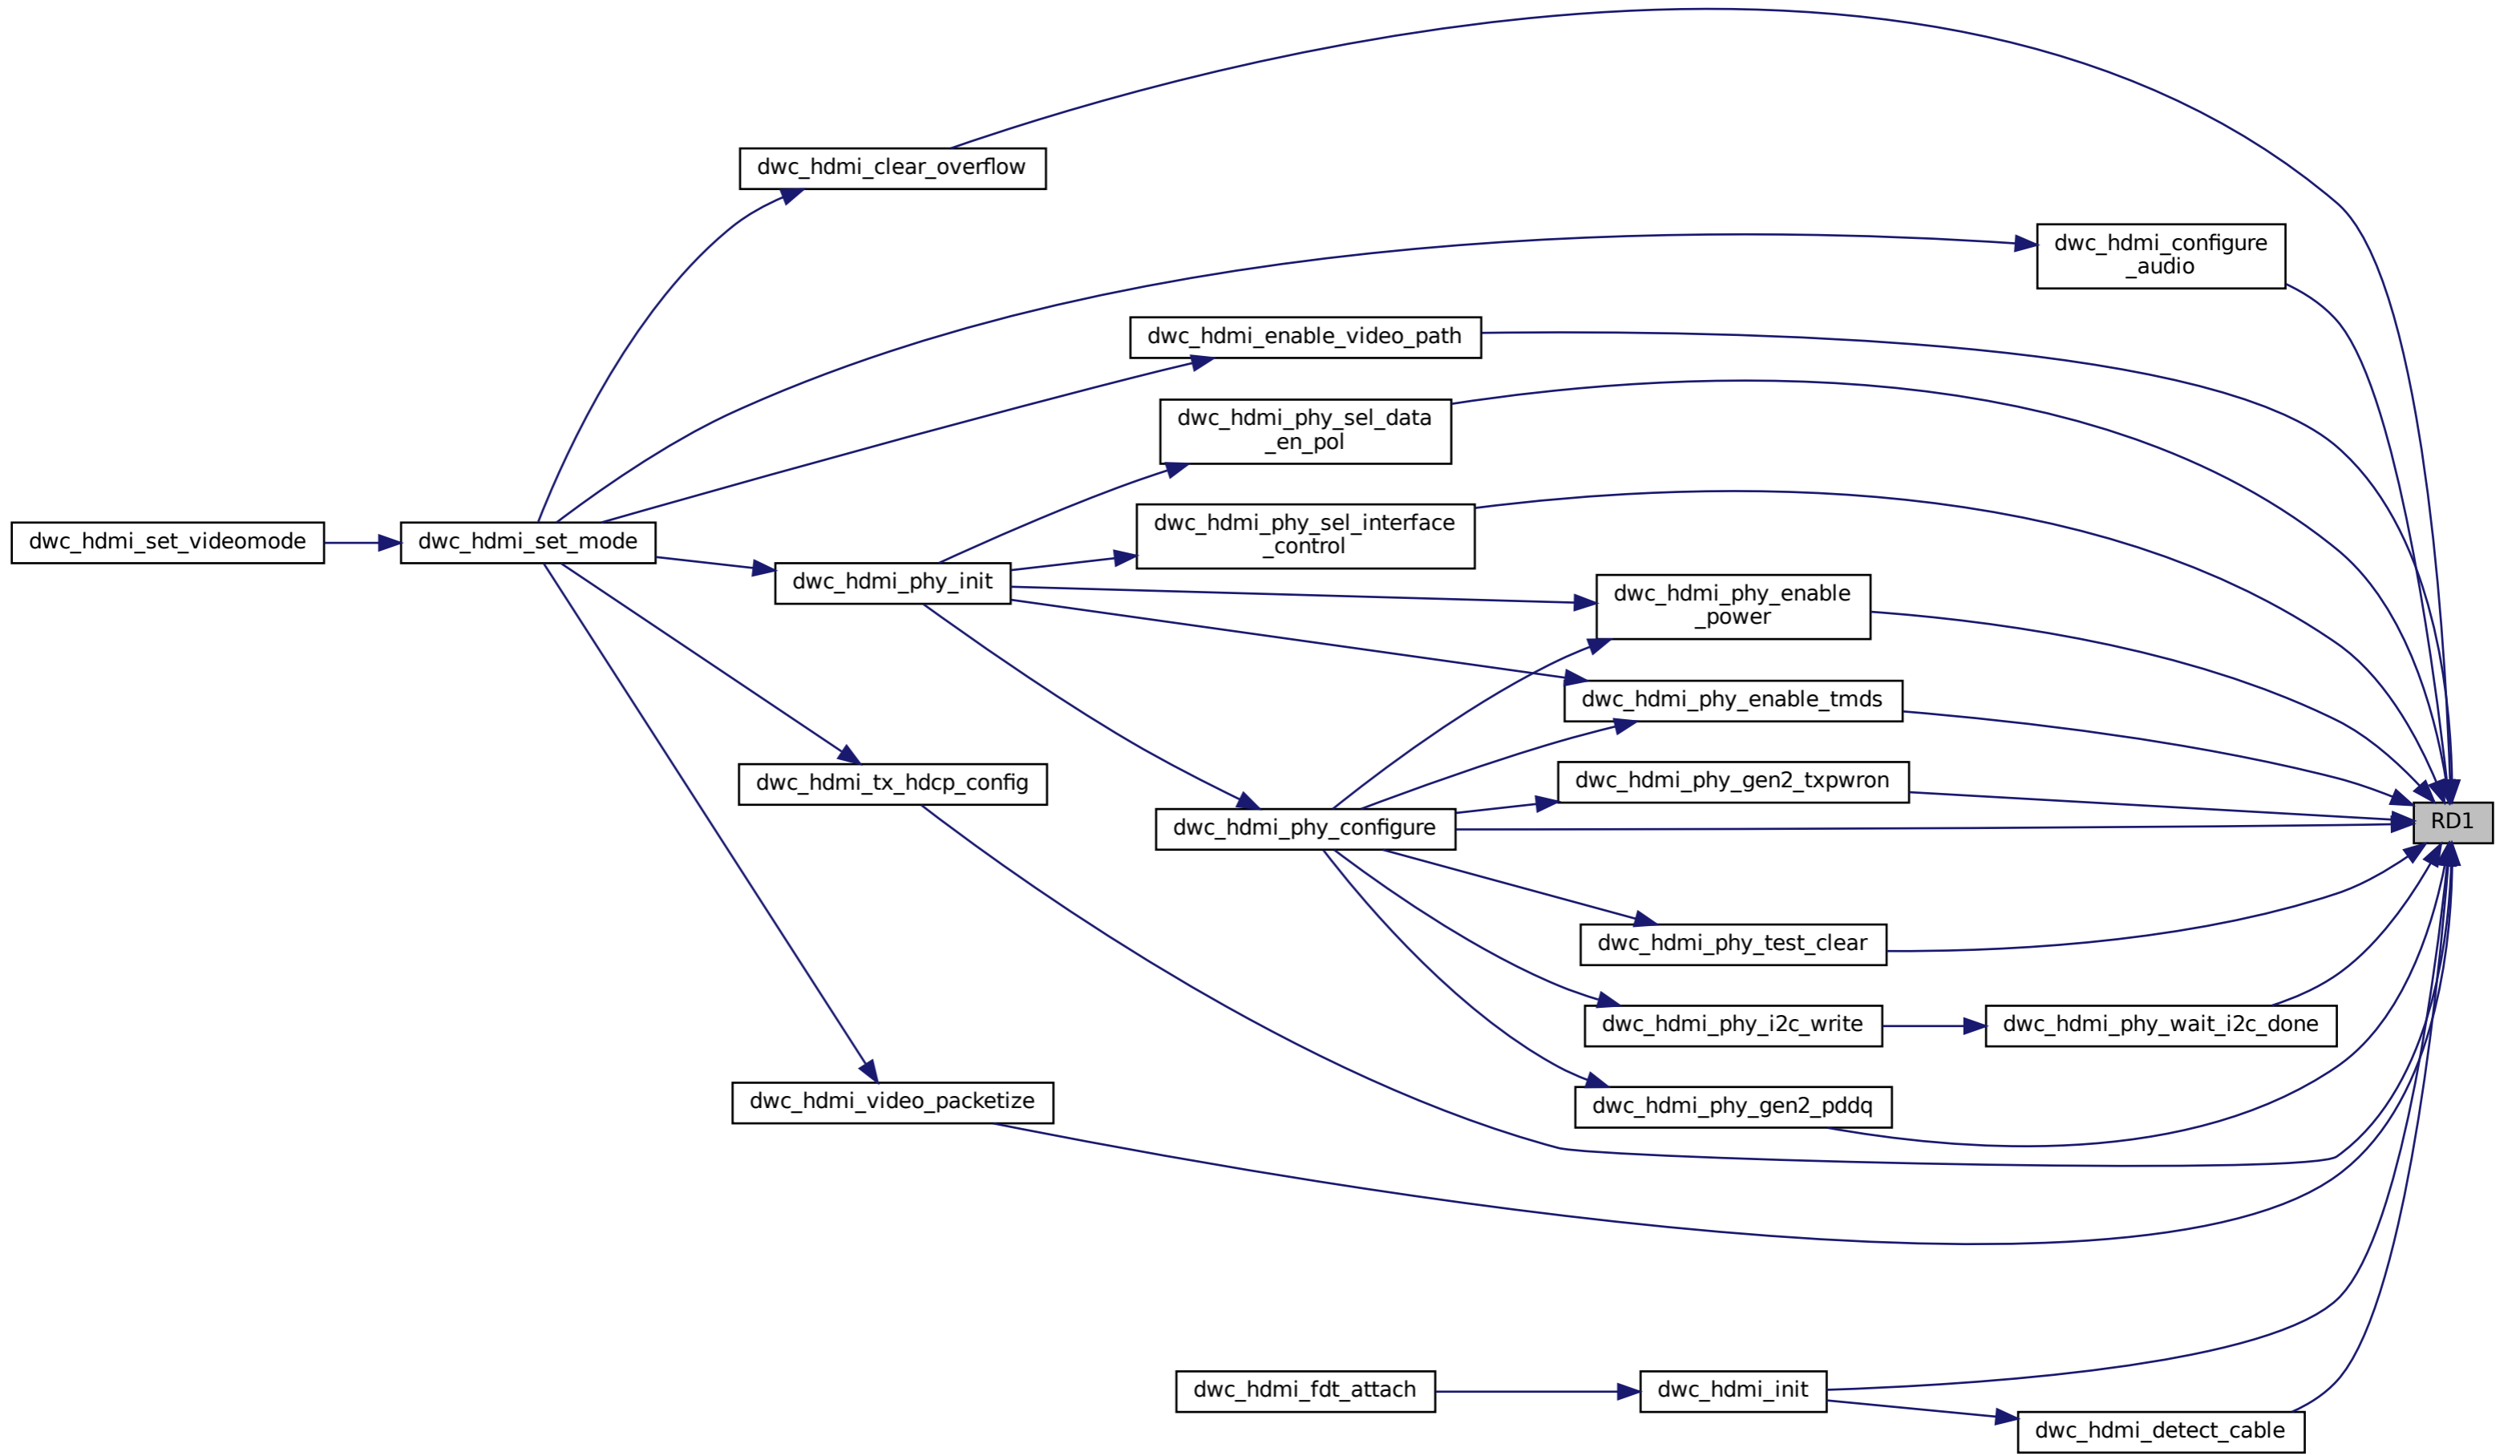 dwc_hdmi_clear_overflow
dwc_hdmi_configure
_audio
dwc_hdmi_enable_video_path
dwc_hdmi_phy_sel_data
_en_pol
dwc_hdmi_phy_sel_interface
_control
dwc_hdmi_set_videomode
dwc_hdmi_set_mode
dwc_hdmi_phy_init
dwc_hdmi_phy_enable
_power
dwc_hdmi_phy_enable_tmds
dwc_hdmi_tx_hdcp_config
dwc_hdmi_phy_gen2_txpwron
dwc_hdmi_phy_configure
RD1
dwc_hdmi_phy_test_clear
dwc_hdmi_phy_i2c_write
dwc_hdmi_phy_wait_i2c_done
dwc_hdmi_video_packetize
dwc_hdmi_phy_gen2_pddq
dwc_hdmi_fdt_attach
dwc_hdmi_init
dwc_hdmi_detect_cable